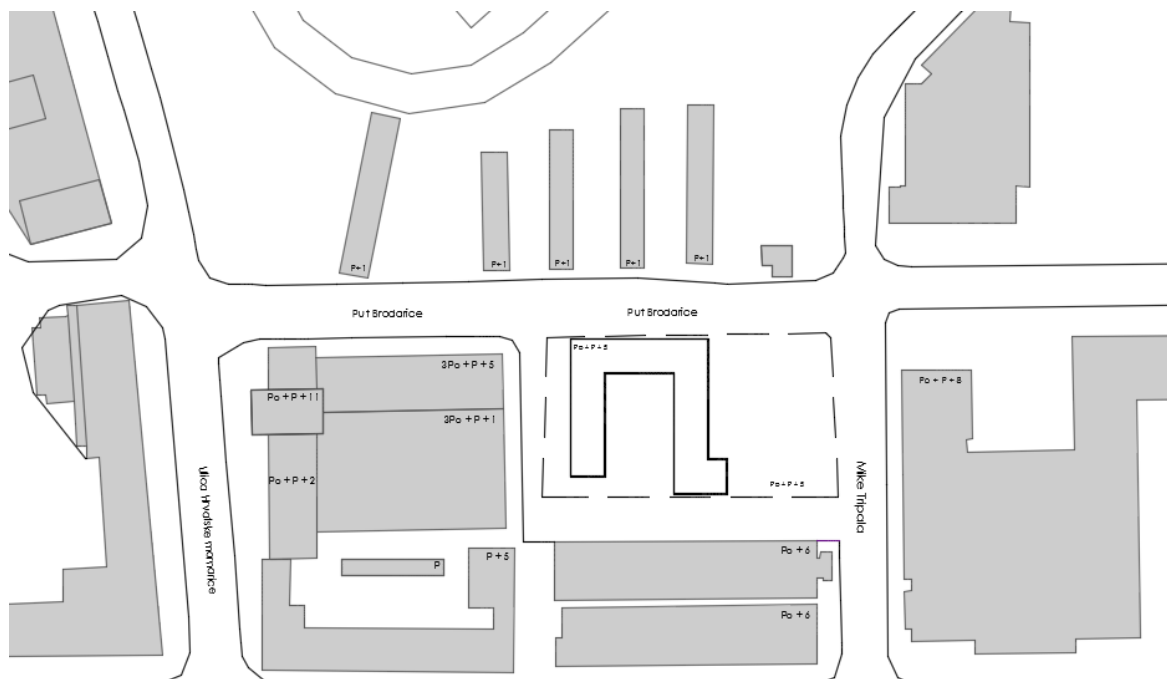 P+1
P+1
P+1
P+1
P+1
Put Brodarice
Put Brodarice
Po + P + 5
3Po + P + 5
Po + P + 8
Po + P + 11
3Po + P + 1
Po + P + 2
Po + P + 5
Ulica Hrvatske mornarice
Mike Tripala
P + 5
Po + 6
P
Po + 6